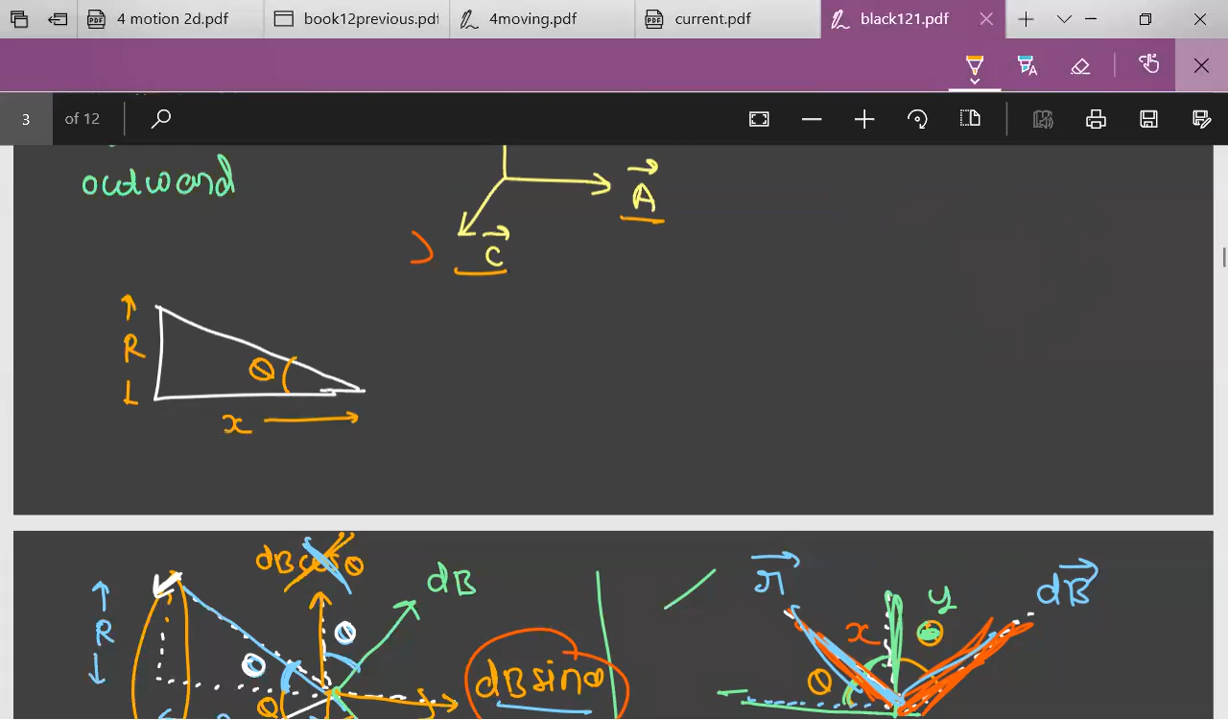 4 motion 2d.pdf
book12previous.pdf
4moving.pdf
current.pdf
black121.pdf
3 of 12
outward
A
C
R
θ
x
dBcosθ
dB
R
θ
θ
θ
dBsinθ
r
x
y
θ
dB